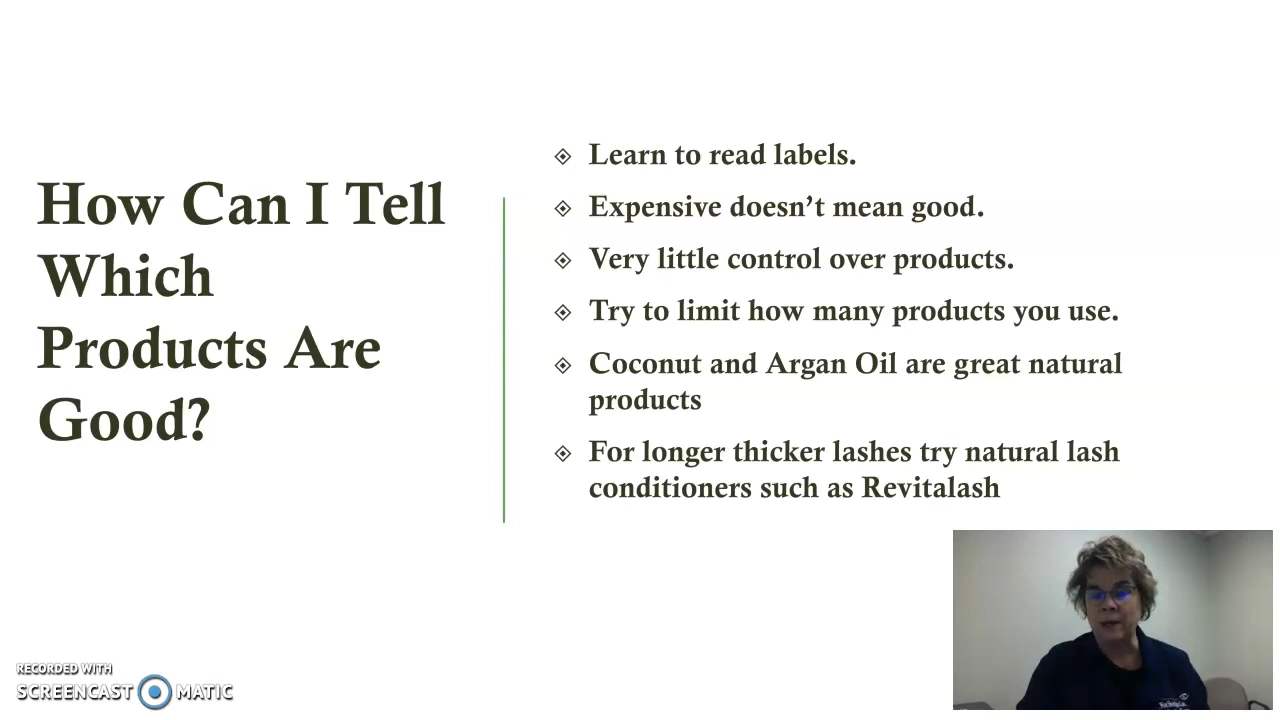 How Can I Tell
Which
Products Are
Good?
Learn to read labels.
Expensive doesn’t mean good.
Very little control over products.
Try to limit how many products you use.
Coconut and Argan Oil are great natural
products
For longer thicker lashes try natural lash
conditioners such as Revitalash
RECORDED WITH
SCREENCAST MATIC